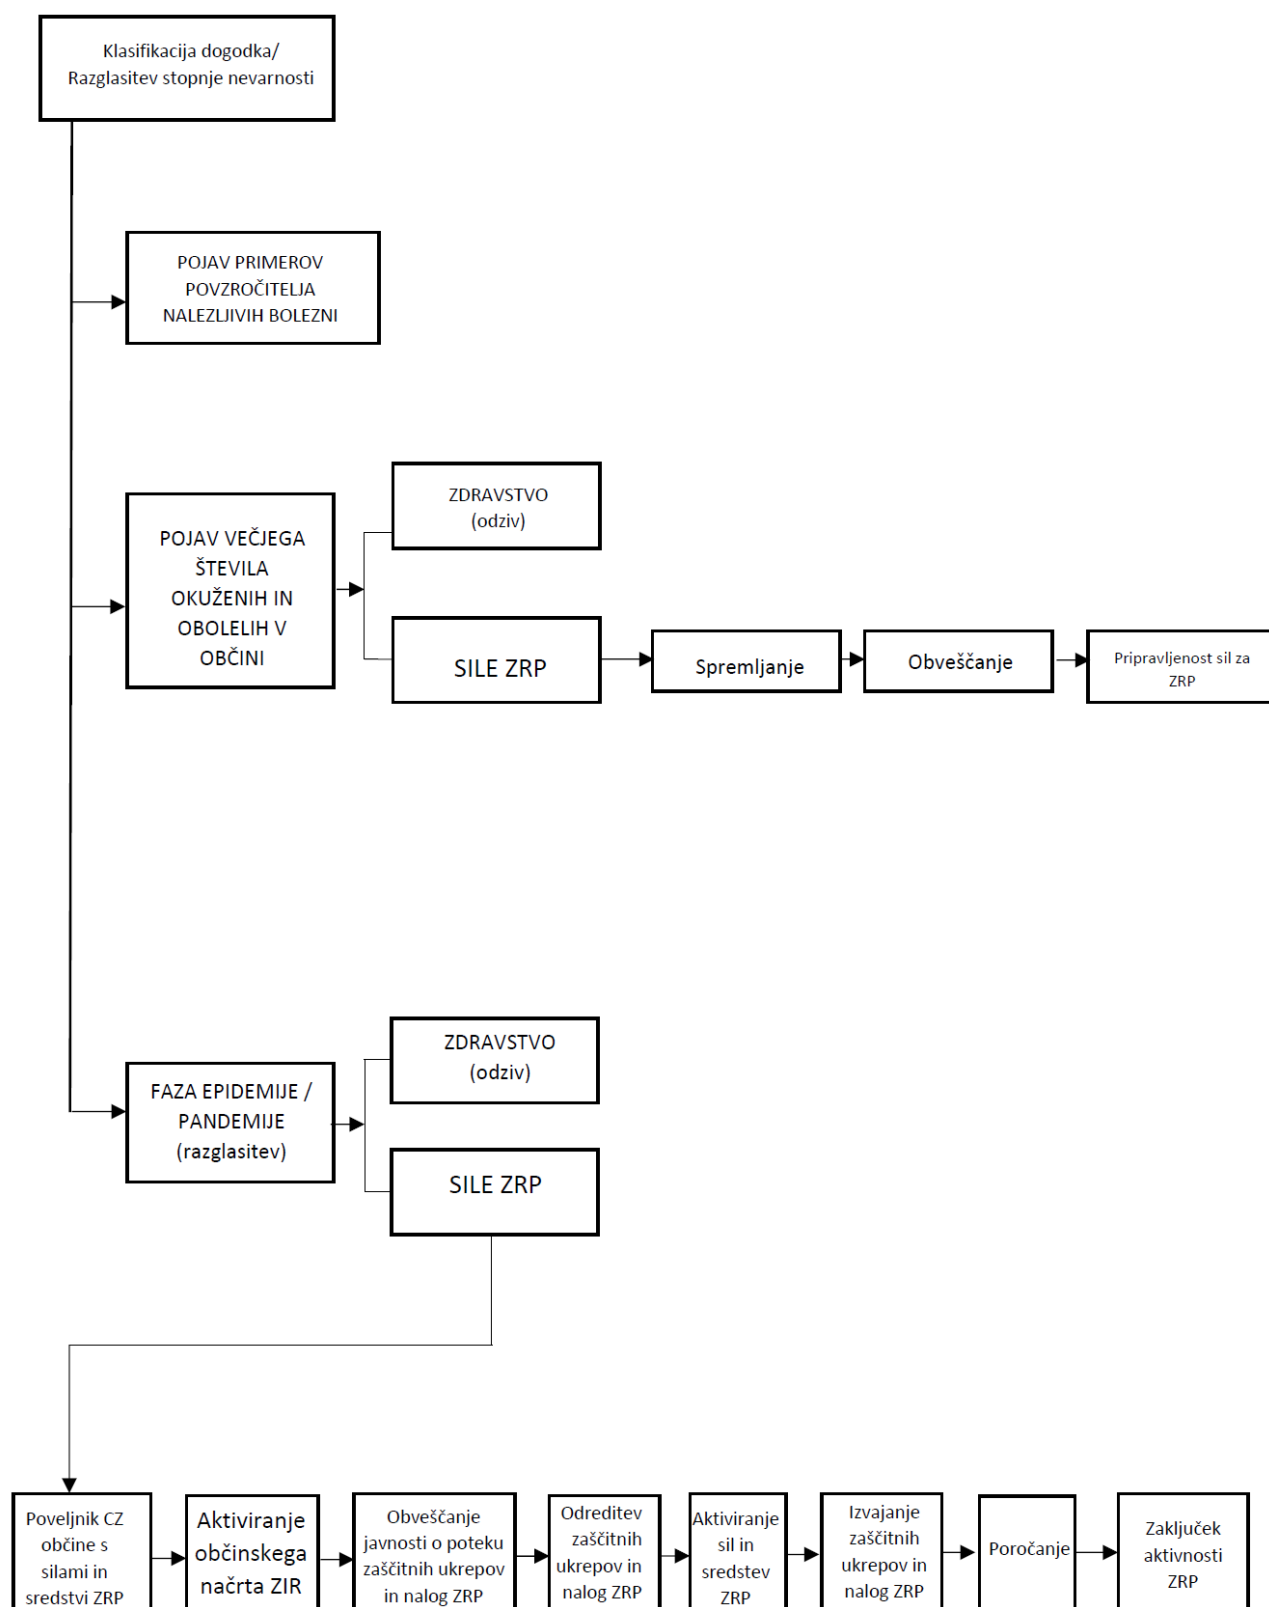 Klasifikacija dogodka/
Razglasitev stopnje nevarnosti
POJAV PRIMEROV
POVZROČITELJA
NALEZLJIVIH BOLEZNI
POJAV VEČJEGA
ŠTEVILA
OKUŽENIH IN
OBOLELIH V
OBČINI
ZDRAVSTVO
(odziv)
SILE ZRP
Spremljanje
Obveščanje
Pripravljenost sil za
ZRP
FAZA EPIDEMIJE /
PANDEMIJE
(razglasitev)
ZDRAVSTVO
(odziv)
SILE ZRP
Poveljnik CZ
občine s
silami in
sredstvi ZRP
Aktiviranje
občinskega
načrta ZIR
Obveščanje
javnosti o poteku
zaščitnih ukrepov
in nalog ZRP
Odreditev
zaščitnih
ukrepov in
nalog ZRP
Aktiviranje
sil in
sredstev
ZRP
Izvajanje
zaščitnih
ukrepov in
nalog ZRP
Poročanje
Zaključek
aktivnosti
ZRP